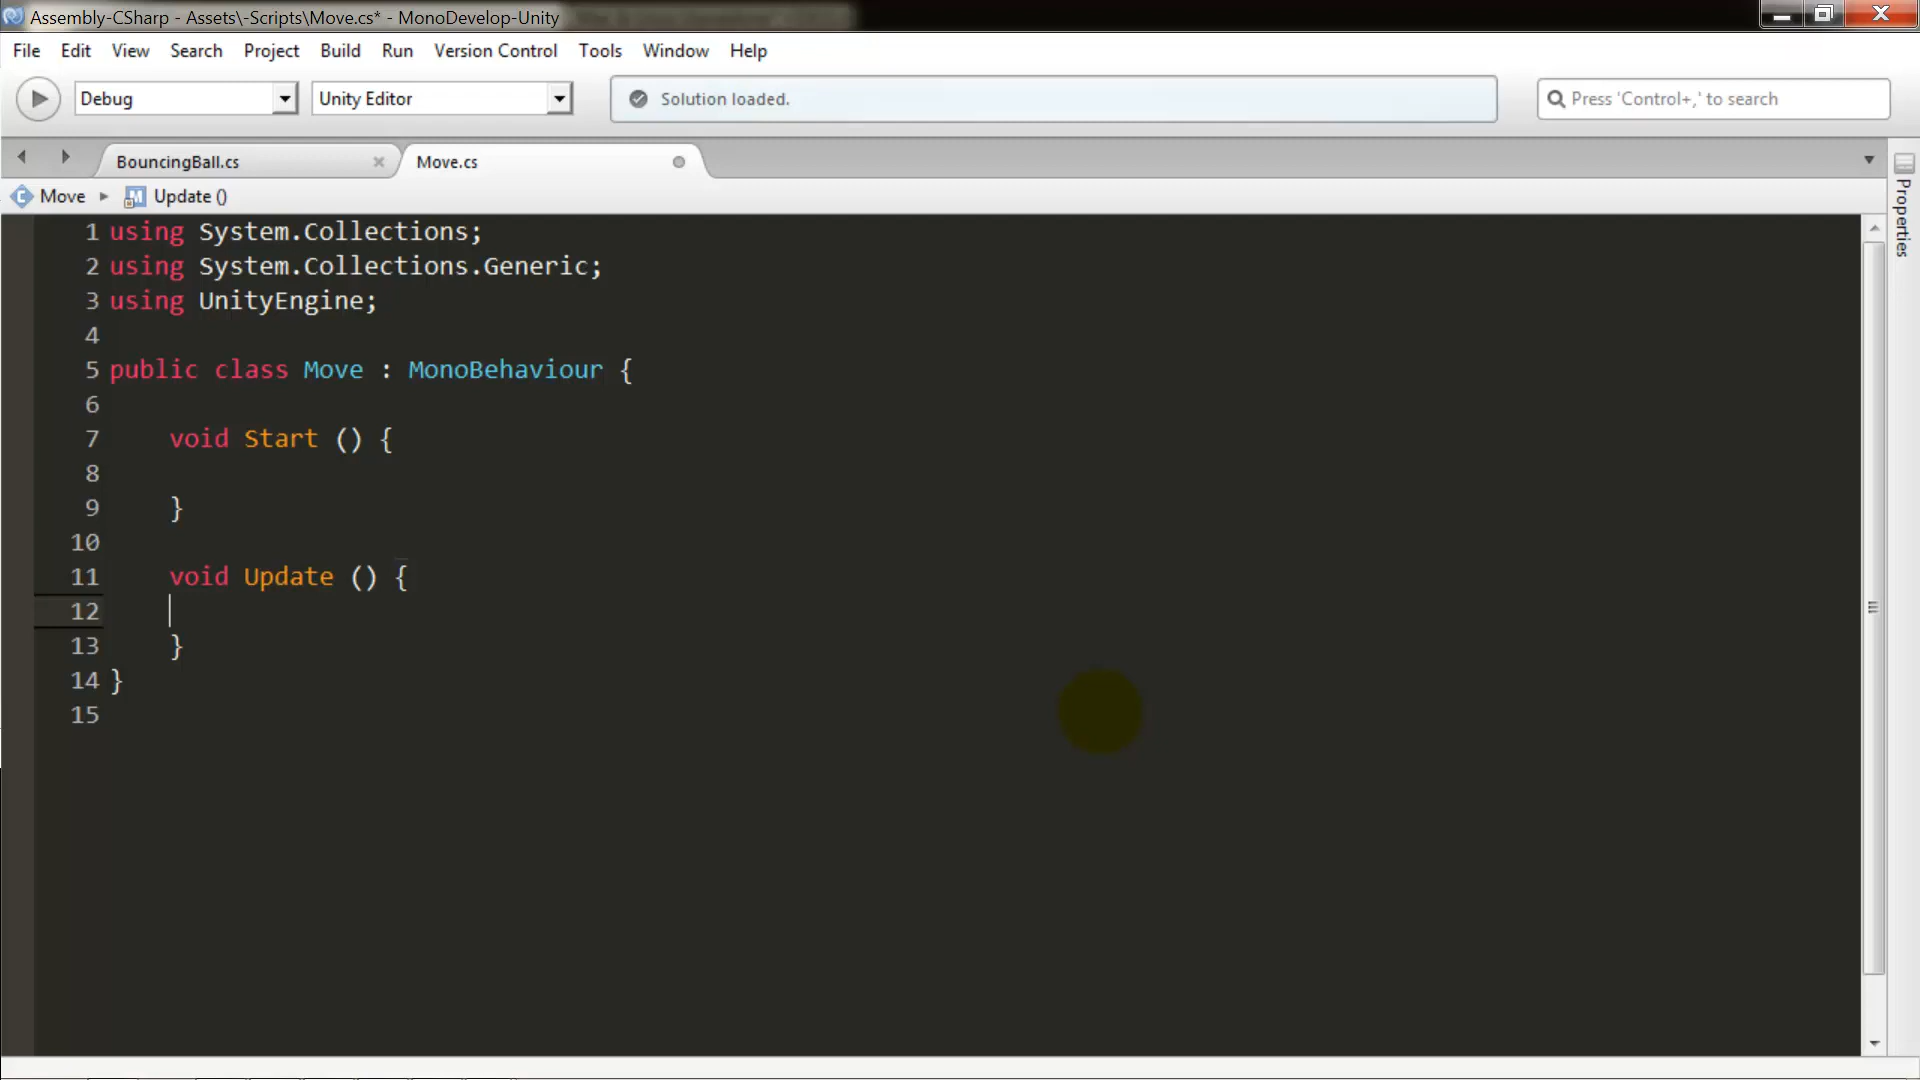 Assembly-CSharp - Assets\-Scripts\Move.cs* - MonoDevelop-Unity
File Edit View Search Project Build Run Version Control Tools Window Help
Debug Unity Editor Solution loaded. Press 'Control+,' to search
BouncingBall.cs Move.cs
Move Update ()
Properties
1 using System.Collections;
2 using System.Collections.Generic;
3 using UnityEngine;
4
5 public class Move : MonoBehaviour {
6
7 void Start () {
8
9 }
10
11 void Update () {
12
13 }
14 }
15